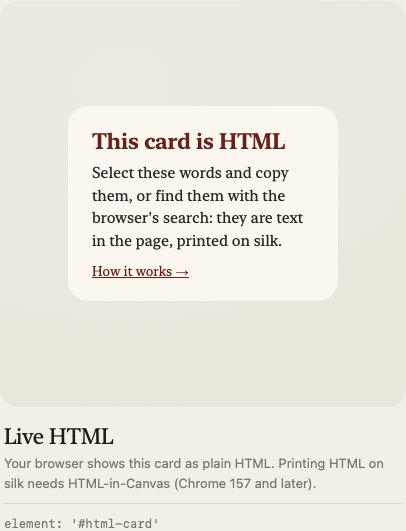 This card is HTML
Select these words and copy
them, or find them with the
browser's search: they are text
in the page, printed on silk.
How it works →
Live HTML
Your browser shows this card as plain HTML. Printing HTML on
silk needs HTML-in-Canvas (Chrome 157 and later).
element: '#html-card'